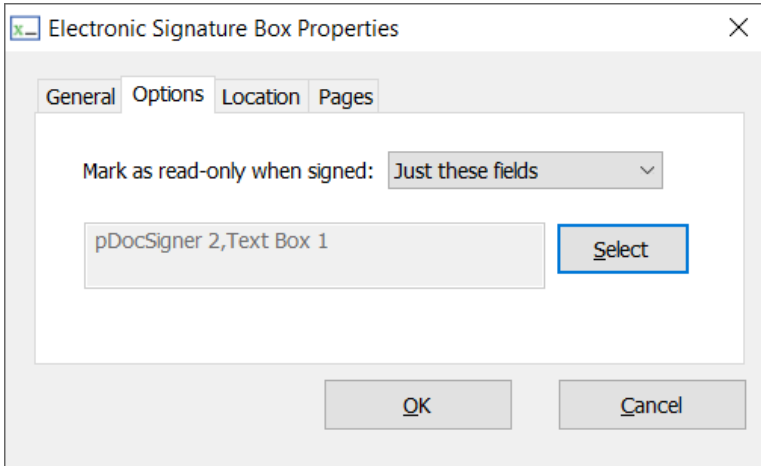 Electronic Signature Box Properties
General Options Location Pages
Mark as read-only when signed: Just these fields
pDocSigner 2,Text Box 1
Select
OK Cancel